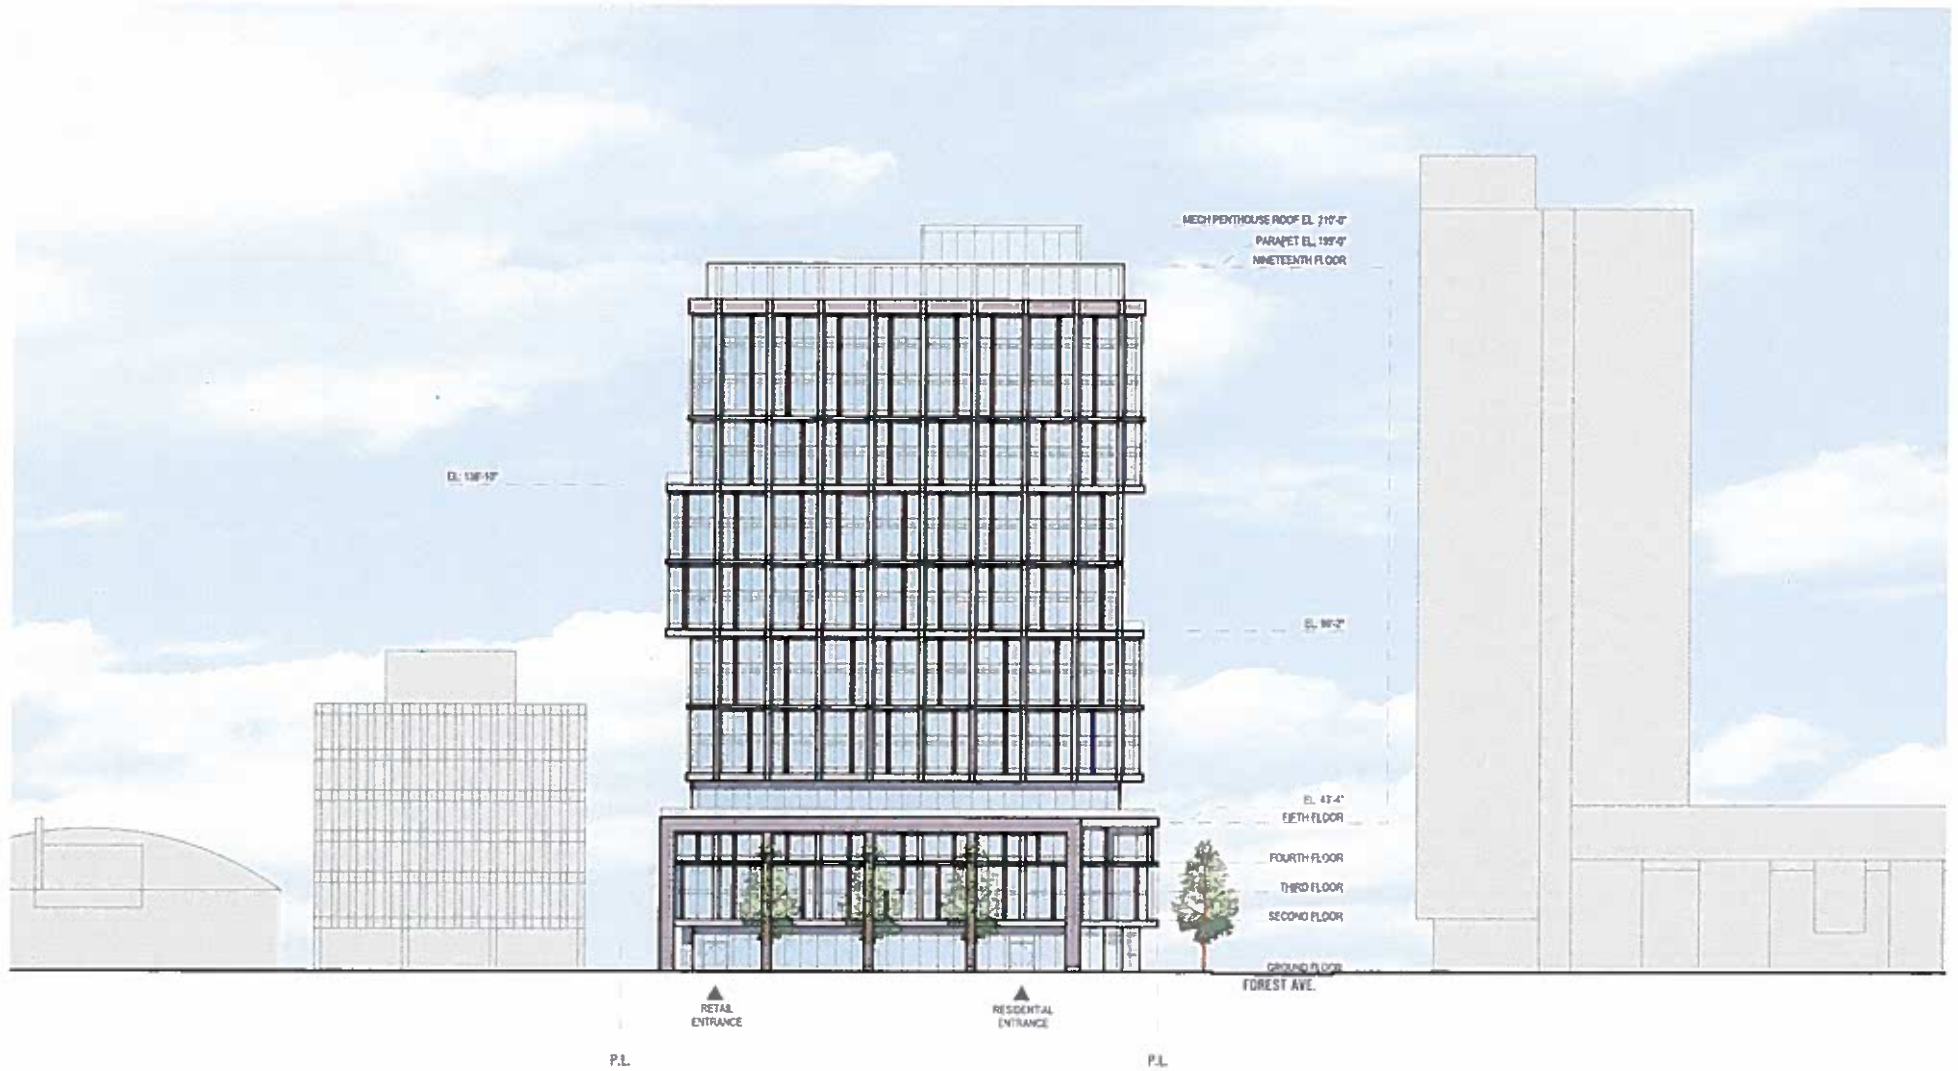 MECH PENTHOUSE ROOF EL. 210'-0"
PARAPET EL. 199'-0"
NINETEENTH FLOOR
EL. 138'-10"
EL. 90'-2"
EL. 43'-4"
FIFTH FLOOR
FOURTH FLOOR
THIRD FLOOR
SECOND FLOOR
GROUND FLOOR
FOREST AVE.
RETAIL
ENTRANCE
RESIDENTIAL
ENTRANCE
P.L.
P.L.